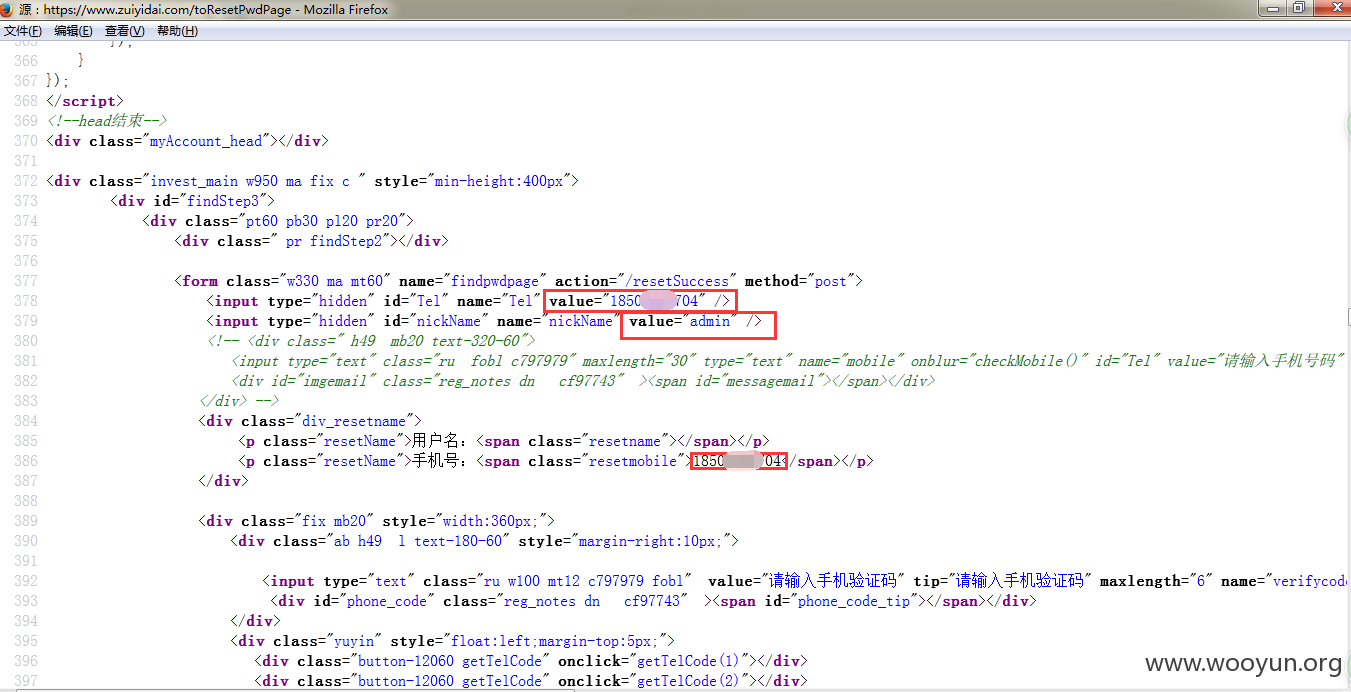 源：https://www.zuiyidai.com/toResetPwdPage - Mozilla Firefox
文件(F) 编辑(E) 查看(V) 帮助(H)
365 });
366 }
367 });
368 </script>
369 <!--head结束-->
370 <div class="myAccount_head"></div>
371
372 <div class="invest_main w950 ma fix c " style="min-height:400px">
373 <div id="findStep3">
374 <div class="pt60 pb30 pl20 pr20">
375 <div class=" pr findStep2"></div>
376
377 <form class="w330 ma mt60" name="findpwdpage" action="/resetSuccess" method="post">
378 <input type="hidden" id="Tel" name="Tel" value="1850 704" />
379 <input type="hidden" id="nickName" name="nickName" value="admin" />
380 <!-- <div class=" h49 mb20 text-320-60">
381 <input type="text" class="ru fobl c797979" maxlength="30" type="text" name="mobile" onblur="checkMobile()" id="Tel" value="请输入手机号码"
382 <div id="imgemail" class="reg_notes dn cf97743" ><span id="messagemail"></span></div>
383 </div> -->
384 <div class="div_resetname">
385 <p class="resetName">用户名：<span class="resetname"></span></p>
386 <p class="resetName">手机号：<span class="resetmobile">1850 704</span></p>
387 </div>
388
389 <div class="fix mb20" style="width:360px;">
390 <div class="ab h49 l text-180-60" style="margin-right:10px;">
391
392 <input type="text" class="ru w100 mt12 c797979 fobl" value="请输入手机验证码" tip="请输入手机验证码" maxlength="6" name="verifycode
393 <div id="phone_code" class="reg_notes dn cf97743" ><span id="phone_code_tip"></span></div>
394 </div>
395 <div class="yuyin" style="float:left;margin-top:5px;">
396 <div class="button-12060 getTelCode" onclick="getTelCode(1)"></div>
397 <div class="button-12060 getTelCode" onclick="getTelCode(2)"></div>
www.wooyun.org